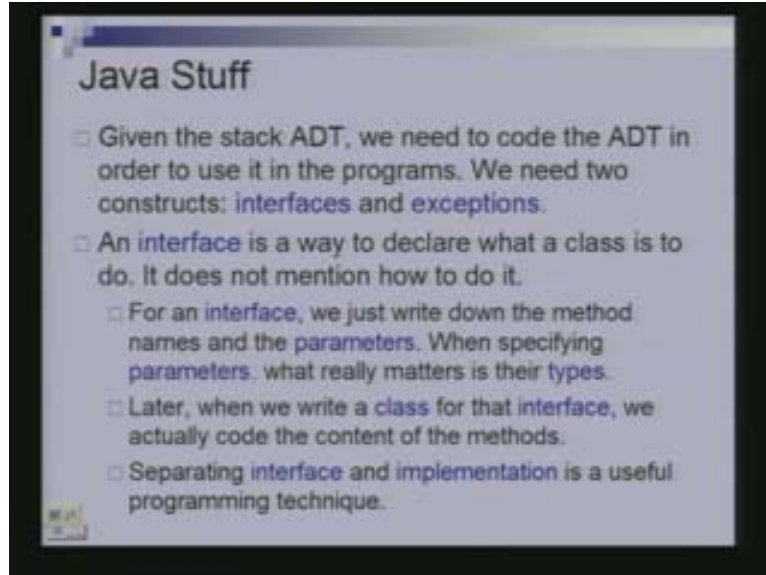 Java Stuff
Given the stack ADT, we need to code the ADT in
order to use it in the programs. We need two
constructs: interfaces and exceptions.
An interface is a way to declare what a class is to
do. It does not mention how to do it.
For an interface, we just write down the method
names and the parameters. When specifying
parameters, what really matters is their types.
Later, when we write a class for that interface, we
actually code the content of the methods.
Separating interface and implementation is a useful
programming technique.